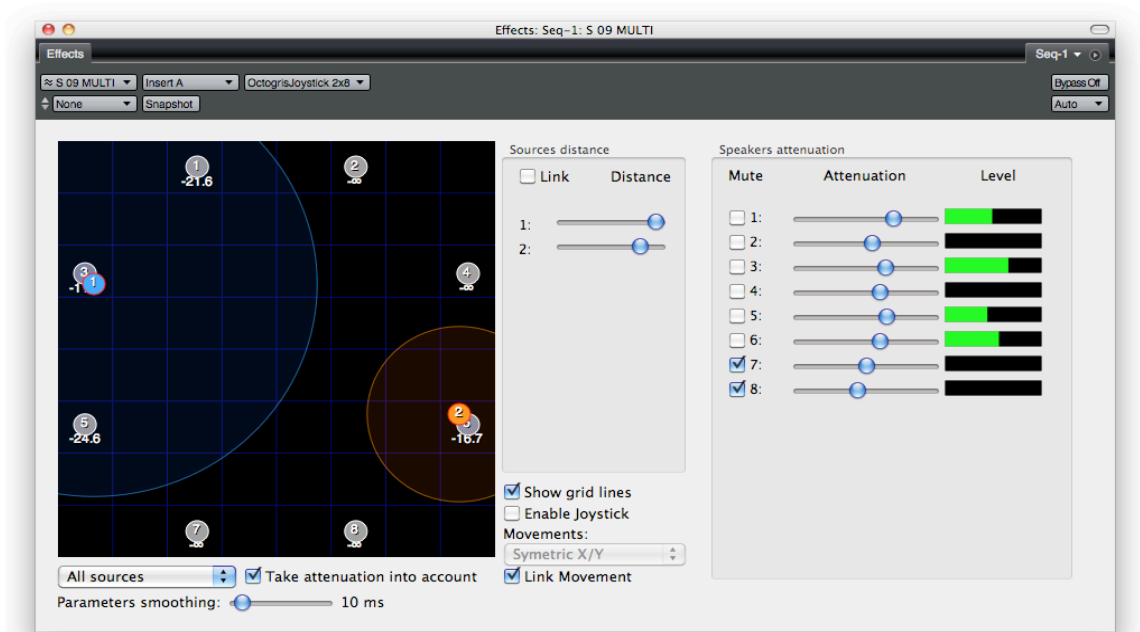 Effects: Seq-1: S 09 MULTI
Effects
Seq-1
S 09 MULTI Insert A OctogrisJoystick 2x8 Bypass Off
None Snapshot Auto
Sources distance Speakers attenuation
Link Distance Mute Attenuation Level
1 2
-21.6 -∞
1: 1:
2: 2:
3 1 4 3:
-∞
4:
5:
6:
7:
8:
2
5
-24.6 -16.7
Show grid lines
Enable Joystick
7 8 Movements:
-∞ -∞ Symetric X/Y
All sources Take attenuation into account Link Movement
Parameters smoothing: 10 ms